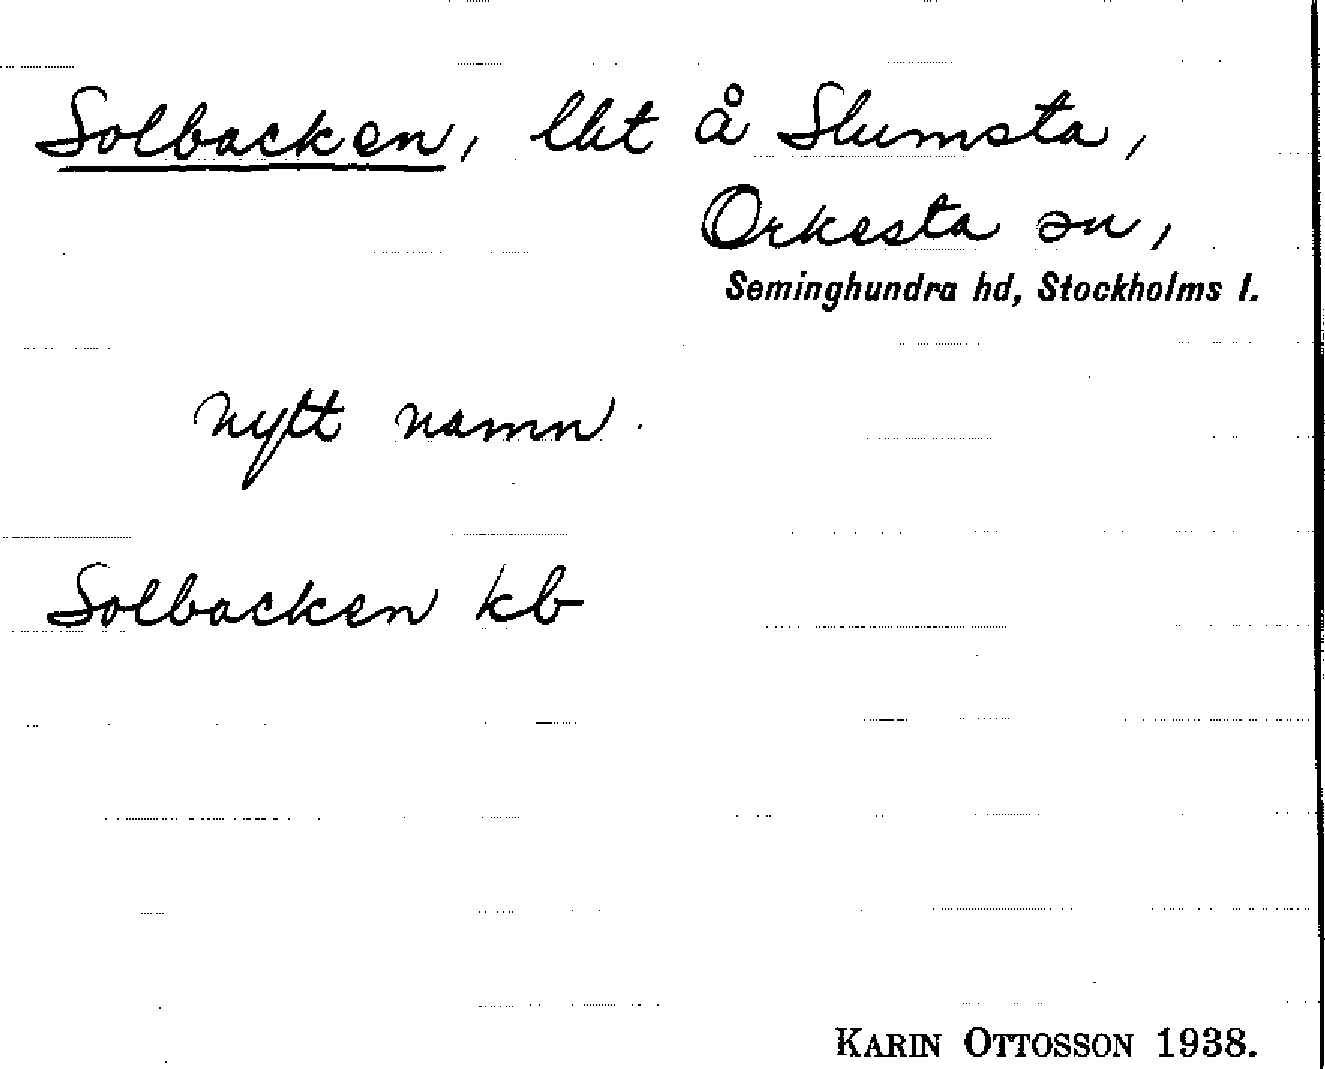 Solbacken, lht å Slumsta,
Orkesta sn,
Seminghundra hd, Stockholms l.
nytt namn.
Solbacken kb
KARIN OTTOSSON 1938.